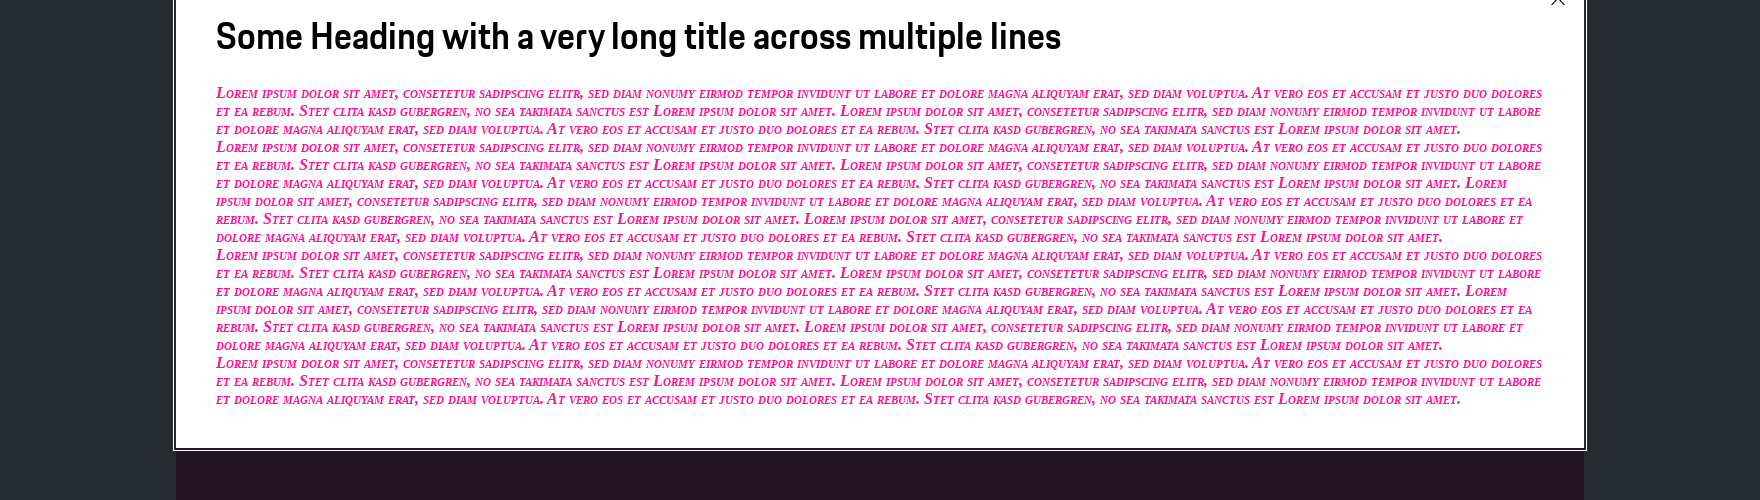 Some Heading with a very long title across multiple lines
Lorem ipsum dolor sit amet, consetetur sadipscing elitr, sed diam nonumy eirmod tempor invidunt ut labore et dolore magna aliquyam erat, sed diam voluptua. At vero eos et accusam et justo duo dolores
et ea rebum. Stet clita kasd gubergren, no sea takimata sanctus est Lorem ipsum dolor sit amet. Lorem ipsum dolor sit amet, consetetur sadipscing elitr, sed diam nonumy eirmod tempor invidunt ut labore
et dolore magna aliquyam erat, sed diam voluptua. At vero eos et accusam et justo duo dolores et ea rebum. Stet clita kasd gubergren, no sea takimata sanctus est Lorem ipsum dolor sit amet.
Lorem ipsum dolor sit amet, consetetur sadipscing elitr, sed diam nonumy eirmod tempor invidunt ut labore et dolore magna aliquyam erat, sed diam voluptua. At vero eos et accusam et justo duo dolores
et ea rebum. Stet clita kasd gubergren, no sea takimata sanctus est Lorem ipsum dolor sit amet. Lorem ipsum dolor sit amet, consetetur sadipscing elitr, sed diam nonumy eirmod tempor invidunt ut labore
et dolore magna aliquyam erat, sed diam voluptua. At vero eos et accusam et justo duo dolores et ea rebum. Stet clita kasd gubergren, no sea takimata sanctus est Lorem ipsum dolor sit amet. Lorem
ipsum dolor sit amet, consetetur sadipscing elitr, sed diam nonumy eirmod tempor invidunt ut labore et dolore magna aliquyam erat, sed diam voluptua. At vero eos et accusam et justo duo dolores et ea
rebum. Stet clita kasd gubergren, no sea takimata sanctus est Lorem ipsum dolor sit amet. Lorem ipsum dolor sit amet, consetetur sadipscing elitr, sed diam nonumy eirmod tempor invidunt ut labore et
dolore magna aliquyam erat, sed diam voluptua. At vero eos et accusam et justo duo dolores et ea rebum. Stet clita kasd gubergren, no sea takimata sanctus est Lorem ipsum dolor sit amet.
Lorem ipsum dolor sit amet, consetetur sadipscing elitr, sed diam nonumy eirmod tempor invidunt ut labore et dolore magna aliquyam erat, sed diam voluptua. At vero eos et accusam et justo duo dolores
et ea rebum. Stet clita kasd gubergren, no sea takimata sanctus est Lorem ipsum dolor sit amet. Lorem ipsum dolor sit amet, consetetur sadipscing elitr, sed diam nonumy eirmod tempor invidunt ut labore
et dolore magna aliquyam erat, sed diam voluptua. At vero eos et accusam et justo duo dolores et ea rebum. Stet clita kasd gubergren, no sea takimata sanctus est Lorem ipsum dolor sit amet. Lorem
ipsum dolor sit amet, consetetur sadipscing elitr, sed diam nonumy eirmod tempor invidunt ut labore et dolore magna aliquyam erat, sed diam voluptua. At vero eos et accusam et justo duo dolores et ea
rebum. Stet clita kasd gubergren, no sea takimata sanctus est Lorem ipsum dolor sit amet. Lorem ipsum dolor sit amet, consetetur sadipscing elitr, sed diam nonumy eirmod tempor invidunt ut labore et
dolore magna aliquyam erat, sed diam voluptua. At vero eos et accusam et justo duo dolores et ea rebum. Stet clita kasd gubergren, no sea takimata sanctus est Lorem ipsum dolor sit amet.
Lorem ipsum dolor sit amet, consetetur sadipscing elitr, sed diam nonumy eirmod tempor invidunt ut labore et dolore magna aliquyam erat, sed diam voluptua. At vero eos et accusam et justo duo dolores
et ea rebum. Stet clita kasd gubergren, no sea takimata sanctus est Lorem ipsum dolor sit amet. Lorem ipsum dolor sit amet, consetetur sadipscing elitr, sed diam nonumy eirmod tempor invidunt ut labore
et dolore magna aliquyam erat, sed diam voluptua. At vero eos et accusam et justo duo dolores et ea rebum. Stet clita kasd gubergren, no sea takimata sanctus est Lorem ipsum dolor sit amet.